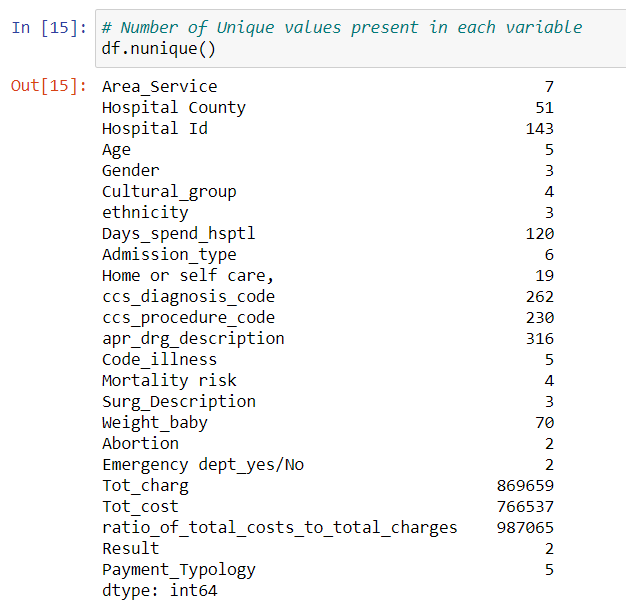 In [15]: # Number of Unique values present in each variable
df.nunique()
Out[15]: Area_Service 7
Hospital County 51
Hospital Id 143
Age 5
Gender 3
Cultural_group 4
ethnicity 3
Days_spend_hsptl 120
Admission_type 6
Home or self care, 19
ccs_diagnosis_code 262
ccs_procedure_code 230
apr_drg_description 316
Code_illness 5
Mortality risk 4
Surg_Description 3
Weight_baby 70
Abortion 2
Emergency dept_yes/No 2
Tot_charg 869659
Tot_cost 766537
ratio_of_total_costs_to_total_charges 987065
Result 2
Payment_Typology 5
dtype: int64